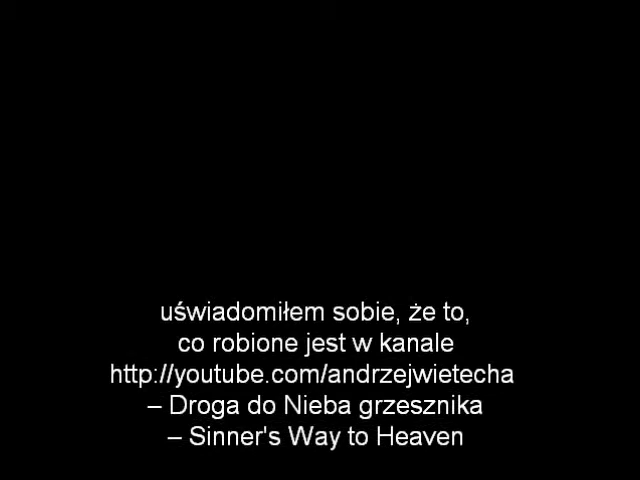 uświadomiłem sobie, że to,
co robione jest w kanale
http://youtube.com/andrzejwietecha
– Droga do Nieba grzesznika
– Sinner's Way to Heaven